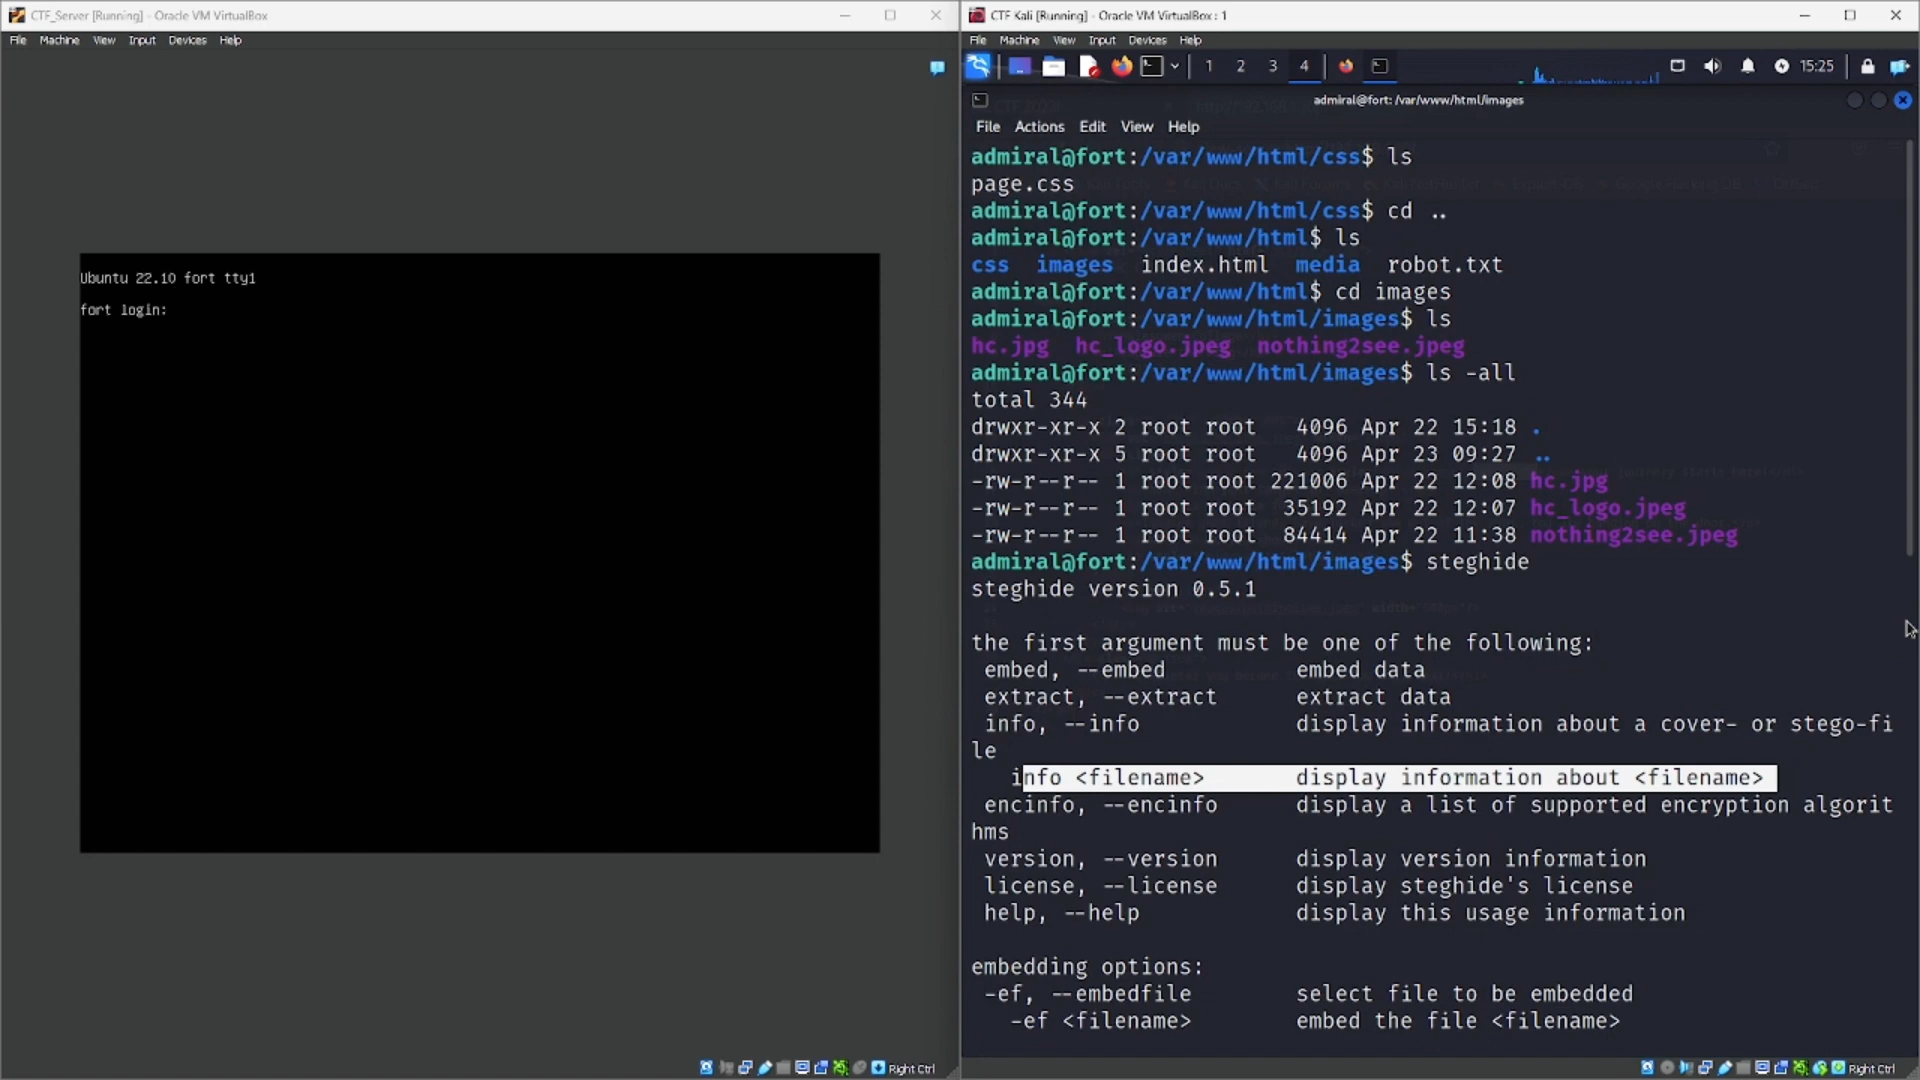 CTF_Server [Running] - Oracle VM VirtualBox
File Machine View Input Devices Help
Ubuntu 22.10 fort tty1
fort login:
Right Ctrl
CTF Kali [Running] - Oracle VM VirtualBox : 1
File Machine View Input Devices Help
1 2 3 4 15:25
admiral@fort: /var/www/html/images
File Actions Edit View Help
admiral@fort:/var/www/html/css$ ls
page.css
admiral@fort:/var/www/html/css$ cd ..
admiral@fort:/var/www/html$ ls
css images index.html media robot.txt
admiral@fort:/var/www/html$ cd images
admiral@fort:/var/www/html/images$ ls
hc.jpg hc_logo.jpeg nothing2see.jpeg
admiral@fort:/var/www/html/images$ ls -all
total 344
drwxr-xr-x 2 root root 4096 Apr 22 15:18 .
drwxr-xr-x 5 root root 4096 Apr 23 09:27 ..
-rw-r--r-- 1 root root 221006 Apr 22 12:08 hc.jpg
-rw-r--r-- 1 root root 35192 Apr 22 12:07 hc_logo.jpeg
-rw-r--r-- 1 root root 84414 Apr 22 11:38 nothing2see.jpeg
admiral@fort:/var/www/html/images$ steghide
steghide version 0.5.1
the first argument must be one of the following:
embed, --embed embed data
extract, --extract extract data
info, --info display information about a cover- or stego-fi
le
info <filename> display information about <filename>
encinfo, --encinfo display a list of supported encryption algorit
hms
version, --version display version information
license, --license display steghide's license
help, --help display this usage information
embedding options:
-ef, --embedfile select file to be embedded
-ef <filename> embed the file <filename>
Right Ctrl